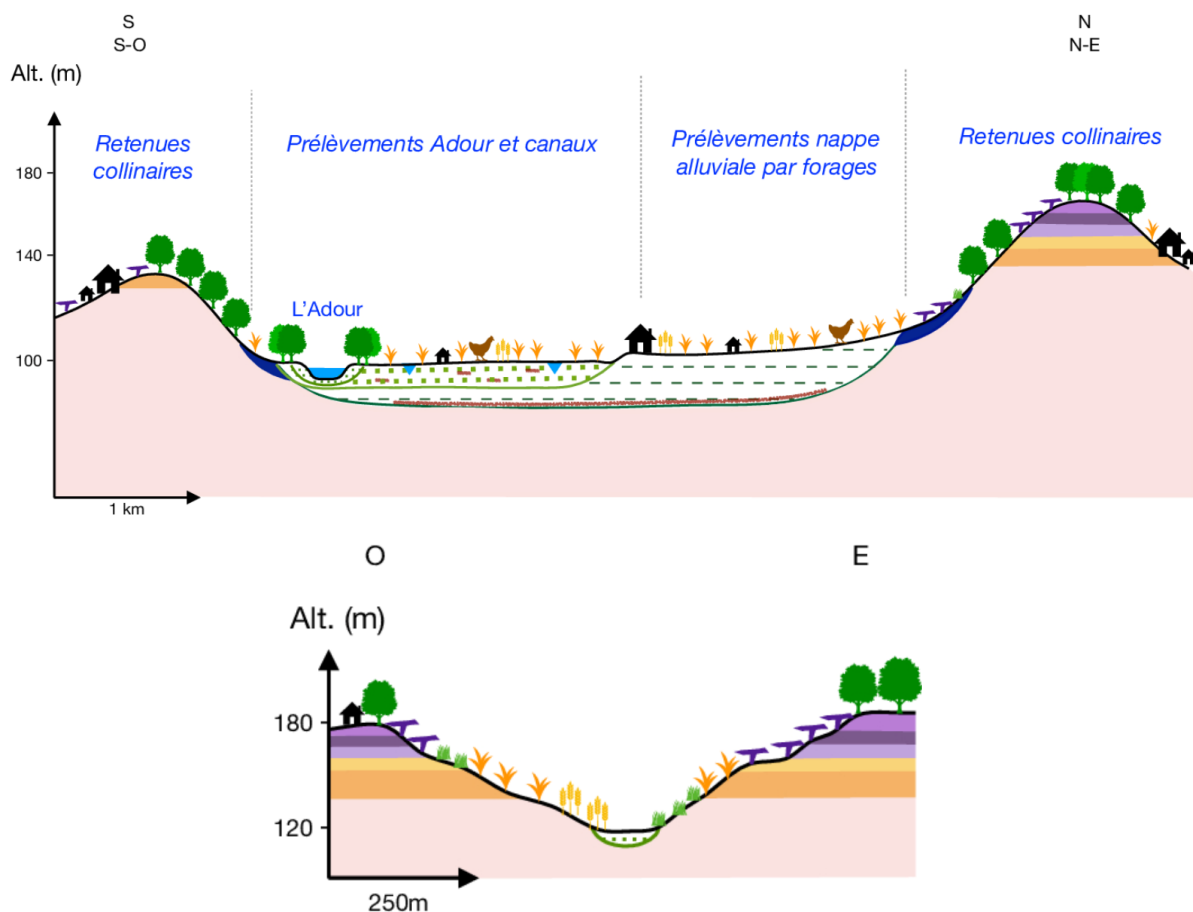 S
S-O
N
N-E
Alt. (m)
Retenues
collinaires
Prélèvements Adour et canaux
Prélèvements nappe
alluviale par forages
Retenues collinaires
180
140
L'Adour
100
1 km
O
E
Alt. (m)
180
120
250m